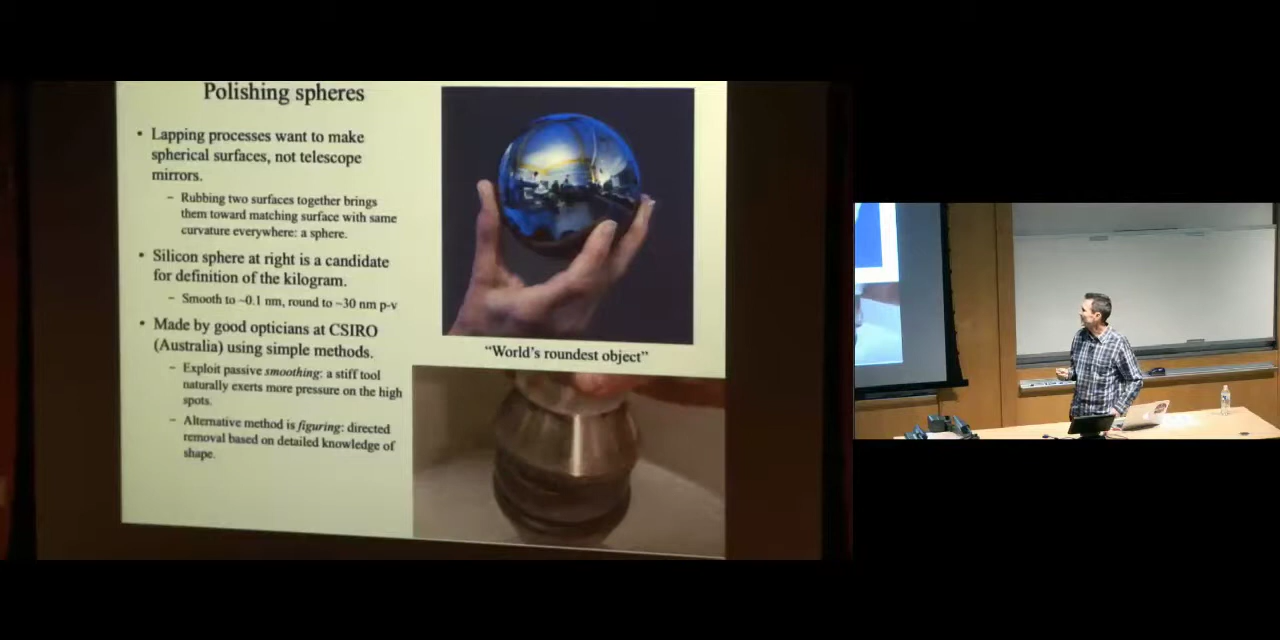 Polishing spheres
• Lapping processes want to make
spherical surfaces, not telescope
mirrors.
– Rubbing two surfaces together brings
them toward matching surface with same
curvature everywhere: a sphere.
• Silicon sphere at right is a candidate
for definition of the kilogram.
– Smooth to ~0.1 nm, round to ~30 nm p-v
• Made by good opticians at CSIRO
(Australia) using simple methods.
– Exploit passive smoothing: a stiff tool
naturally exerts more pressure on the high
spots.
– Alternative method is figuring: directed
removal based on detailed knowledge of
shape.
"World's roundest object"